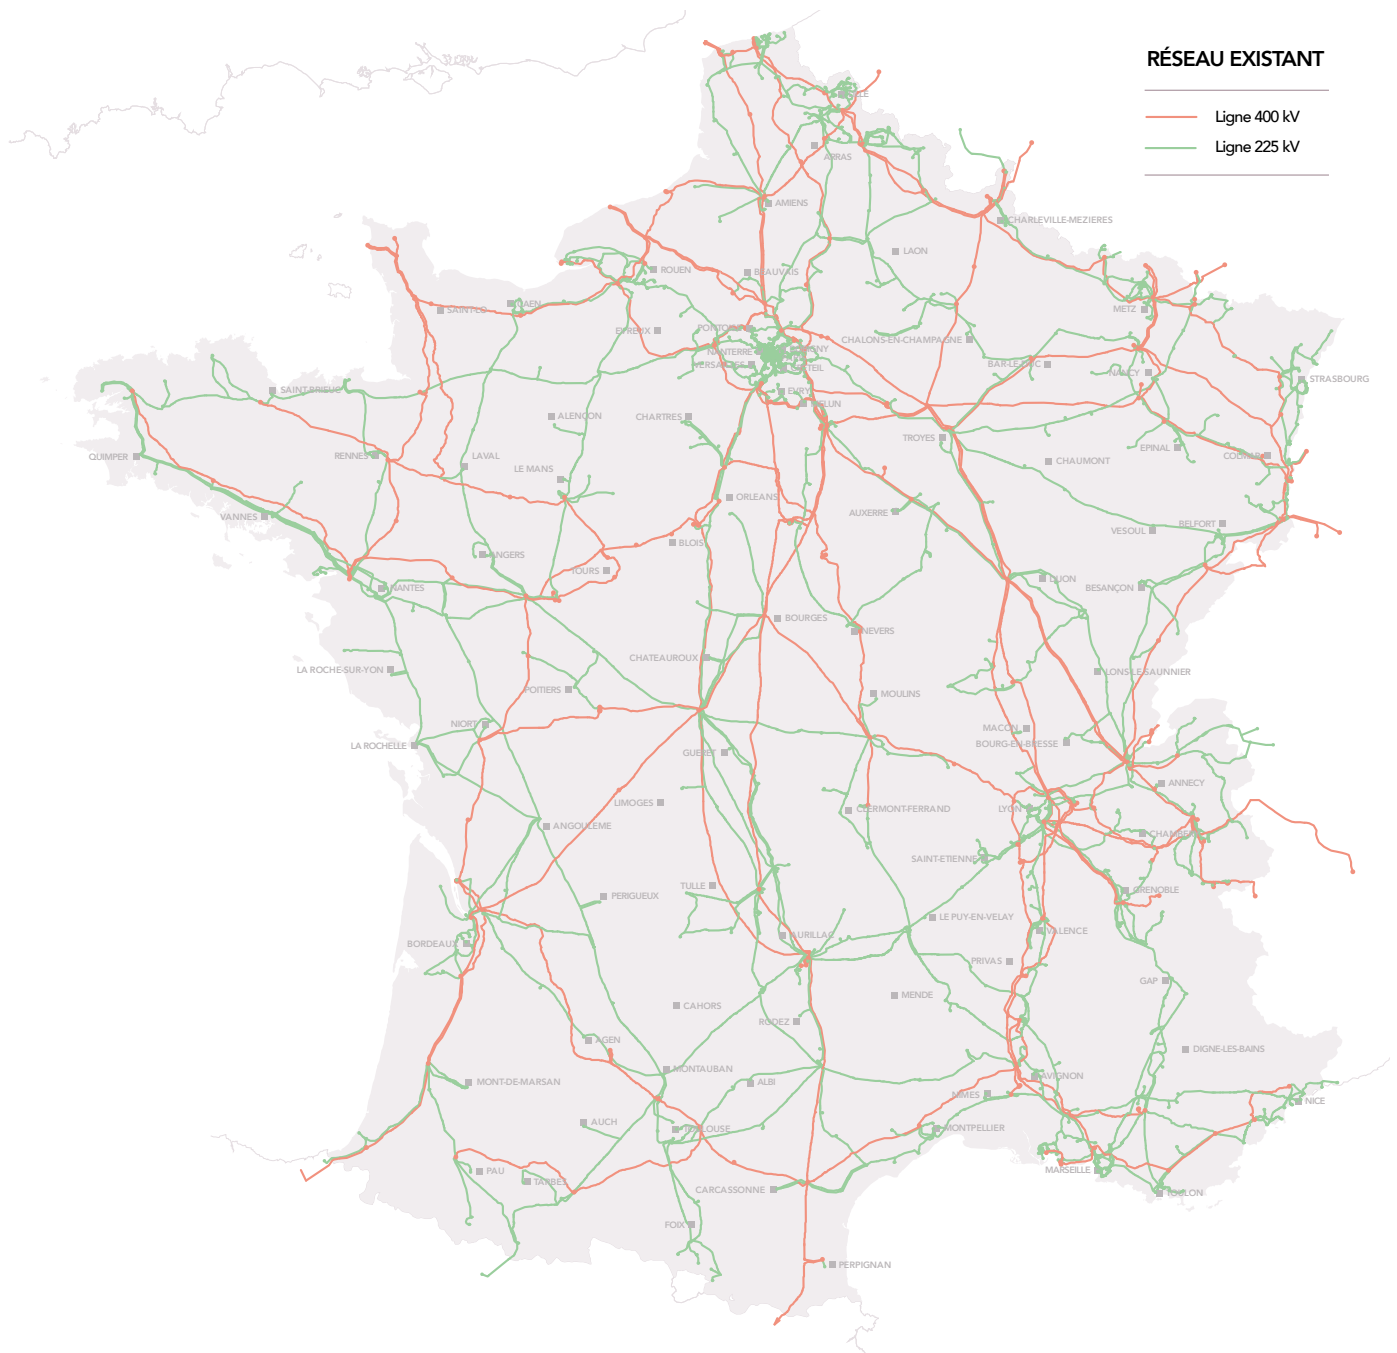 RÉSEAU EXISTANT
Ligne 400 kV
Ligne 225 kV
ARRAS
AMIENS
CHARLEVILLE-MEZIERES
LAON
ROUEN
BEAUVAIS
SAINT-LO
CAEN
METZ
EVREUX
PONTOISE
CHALONS-EN-CHAMPAGNE
NANTERRE
VERSAILLES
CRETEIL
BAR-LE-DUC
NANCY
STRASBOURG
SAINT-BRIEUC
EVRY
MELUN
ALENCON
CHARTRES
TROYES
EPINAL
COLMAR
QUIMPER
RENNES
LAVAL
LE MANS
CHAUMONT
ORLEANS
AUXERRE
VANNES
BELFORT
VESOUL
BLOIS
ANGERS
TOURS
DIJON
BESANÇON
NANTES
BOURGES
NEVERS
CHATEAUROUX
LA ROCHE-SUR-YON
LONS-LE-SAUNNIER
POITIERS
MOULINS
NIORT
MACON
BOURG-EN-BRESSE
LA ROCHELLE
GUERET
ANNECY
LIMOGES
CLERMONT-FERRAND
LYON
ANGOULEME
CHAMBERY
SAINT-ETIENNE
TULLE
GRENOBLE
PERIGUEUX
LE PUY-EN-VELAY
BORDEAUX
AURILLAC
VALENCE
PRIVAS
GAP
CAHORS
MENDE
RODEZ
AGEN
DIGNE-LES-BAINS
MONTAUBAN
AVIGNON
MONT-DE-MARSAN
ALBI
NIMES
NICE
AUCH
TOULOUSE
MONTPELLIER
PAU
MARSEILLE
TARBES
CARCASSONNE
TOULON
FOIX
PERPIGNAN